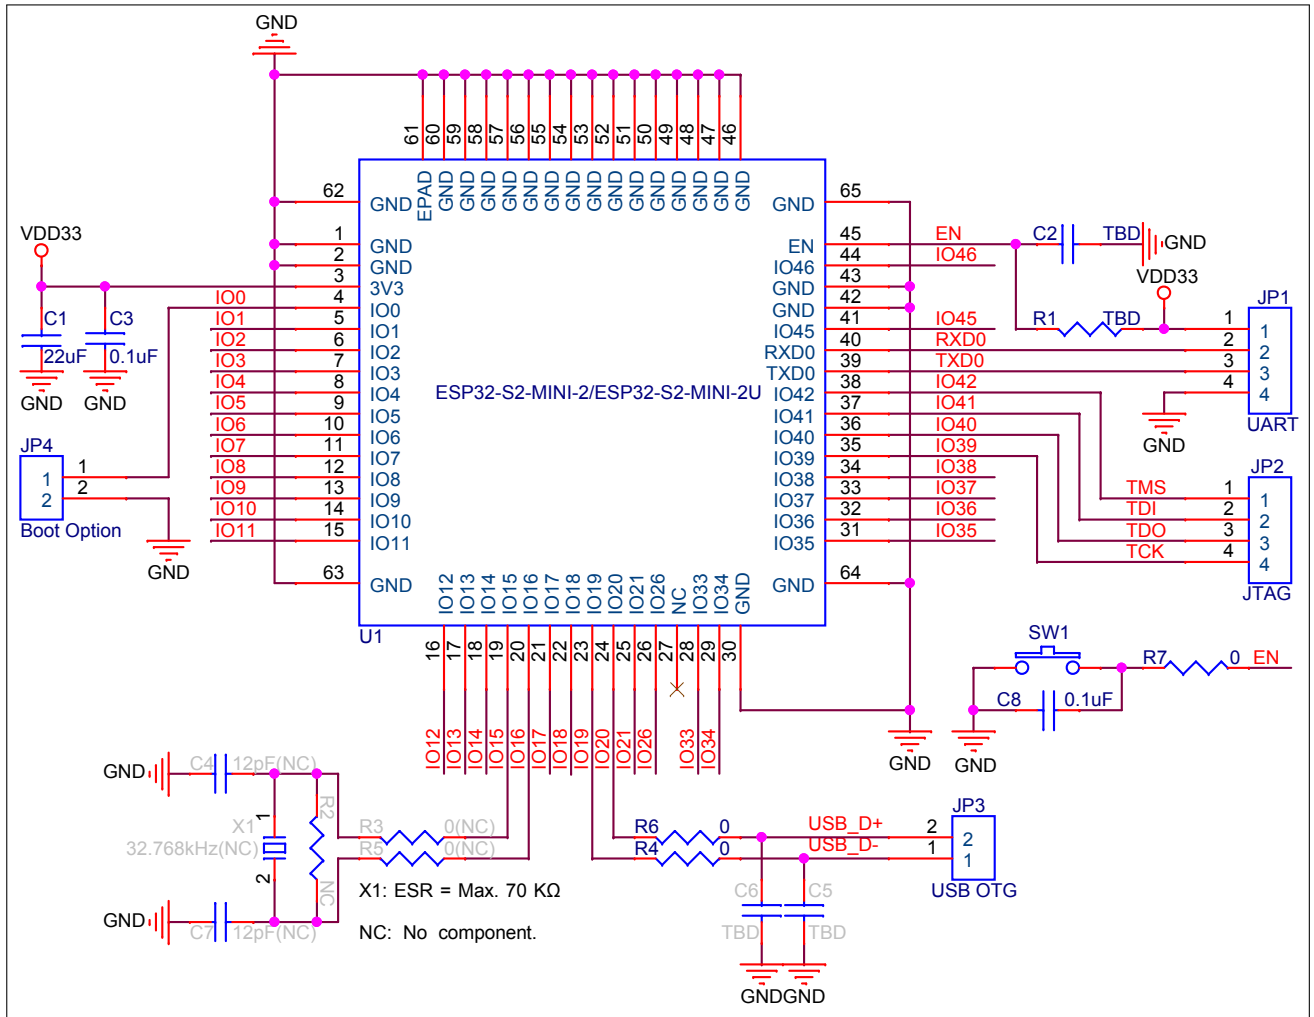 GND
61 60 59 58 57 56 55 54 53 52 51 50 49 48 47 46
EPAD GND GND GND GND GND GND GND GND GND GND GND GND GND GND GND
62 GND
1 GND
2 GND
3 3V3
IO0 4 IO0
IO1 5 IO1
IO2 6 IO2
IO3 7 IO3
IO4 8 IO4
IO5 9 IO5
IO6 10 IO6
IO7 11 IO7
IO8 12 IO8
IO9 13 IO9
IO10 14 IO10
IO11 15 IO11
63 GND
VDD33
C1 C3
22uF 0.1uF
GND GND
JP4
1 1
2 2
Boot Option
GND
ESP32-S2-MINI-2/ESP32-S2-MINI-2U
GND 65
EN 45 EN
IO46 44 IO46
GND 43
GND 42
IO45 41 IO45
RXD0 40 RXD0
TXD0 39 TXD0
IO42 38 IO42
IO41 37 IO41
IO40 36 IO40
IO39 35 IO39
IO38 34 IO38
IO37 33 IO37
IO36 32 IO36
IO35 31 IO35
GND 64
C2 TBD GND
VDD33
R1 TBD
JP1
1 1
2 2
3 3
4 4
GND
UART
JP2
TMS 1 1
TDI 2 2
TDO 3 3
TCK 4 4
JTAG
U1
IO12 IO13 IO14 IO15 IO16 IO17 IO18 IO19 IO20 IO21 IO26 NC IO33 IO34 GND
16 17 18 19 20 21 22 23 24 25 26 27 28 29 30
IO12 IO13 IO14 IO15 IO16 IO17 IO18 IO19 IO20 IO21 IO26 IO33 IO34
GND
SW1
R7 0 EN
C8 0.1uF
GND
GND C4 12pF(NC)
1
X1
32.768kHz(NC)
2
R2
NC
R3 0(NC)
R5 0(NC)
GND C7 12pF(NC)
X1: ESR = Max. 70 KΩ
NC: No component.
R6 0 USB_D+
R4 0 USB_D-
JP3
2 2
1 1
USB OTG
C6 C5
TBD TBD
GND GND